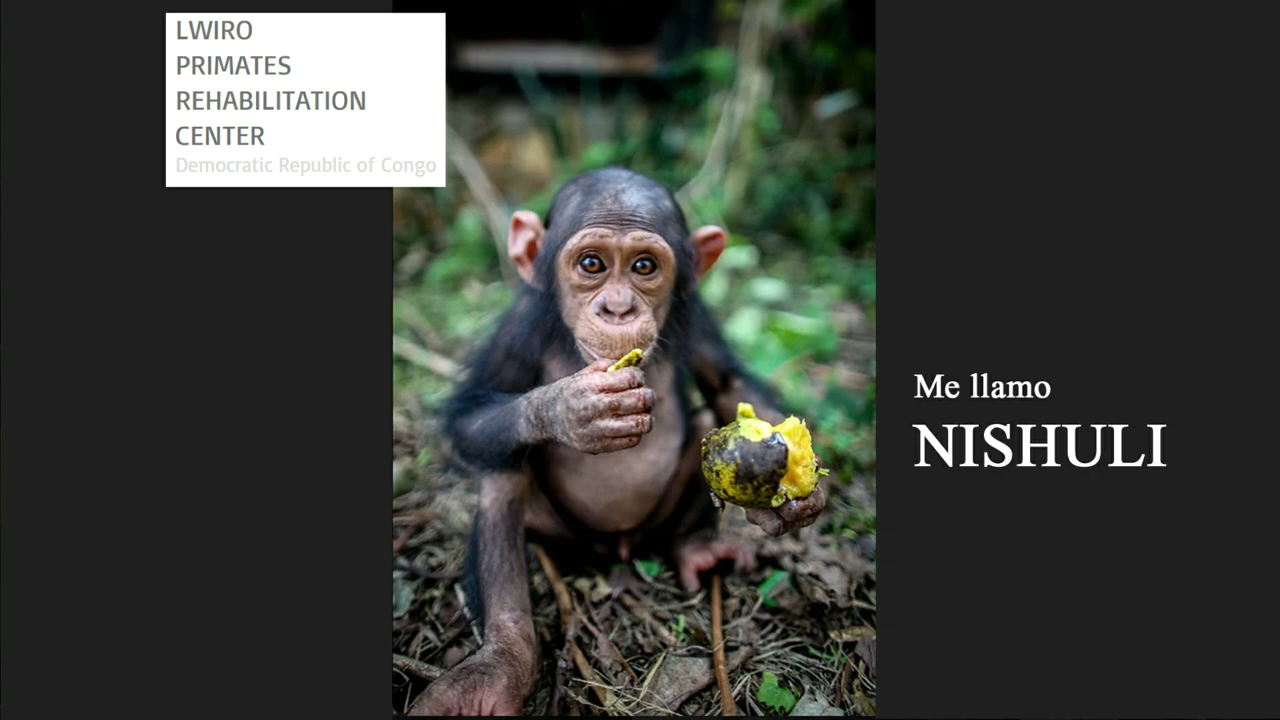 LWIRO
PRIMATES
REHABILITATION
CENTER
Democratic Republic of Congo
Me llamo
NISHULI